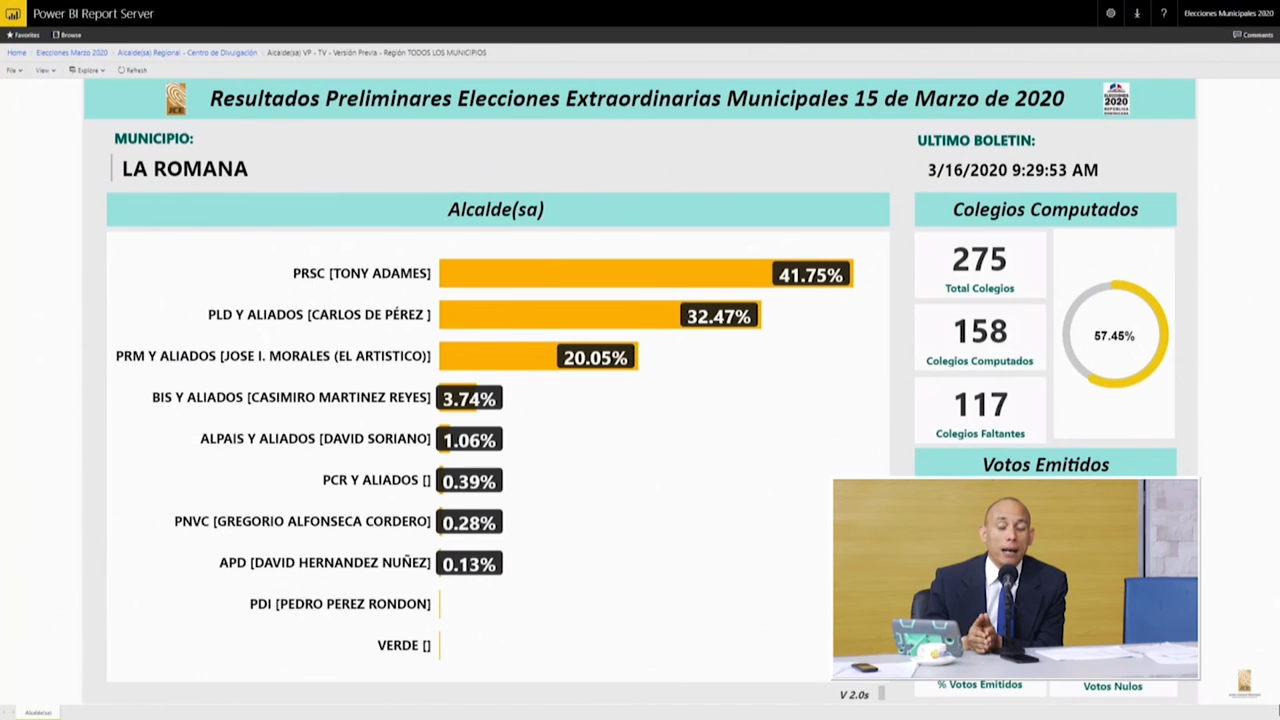 Power BI Report Server
Elecciones Municipales 2020
Favorites
Browse
Comments
Home
Elecciones Marzo 2020
Alcalde(sa) Regional - Centro de Divulgación
Alcalde(sa) VP - TV - Versión Previa - Región TODOS LOS MUNICIPIOS
File
View
Explore
Refresh
JCE
Resultados Preliminares Elecciones Extraordinarias Municipales 15 de Marzo de 2020
ELECCIONES
2020
REPÚBLICA
DOMINICANA
MUNICIPIO:
LA ROMANA
ULTIMO BOLETIN:
3/16/2020 9:29:53 AM
Alcalde(sa)
PRSC [TONY ADAMES]
41.75%
PLD Y ALIADOS [CARLOS DE PÉREZ ]
32.47%
PRM Y ALIADOS [JOSE I. MORALES (EL ARTISTICO)]
20.05%
BIS Y ALIADOS [CASIMIRO MARTINEZ REYES]
3.74%
ALPAIS Y ALIADOS [DAVID SORIANO]
1.06%
PCR Y ALIADOS []
0.39%
PNVC [GREGORIO ALFONSECA CORDERO]
0.28%
APD [DAVID HERNANDEZ NUÑEZ]
0.13%
PDI [PEDRO PEREZ RONDON]
VERDE []
Colegios Computados
275
Total Colegios
158
Colegios Computados
117
Colegios Faltantes
57.45%
Votos Emitidos
% Votos Emitidos
Votos Nulos
V 2.0s
Alcalde(sa)